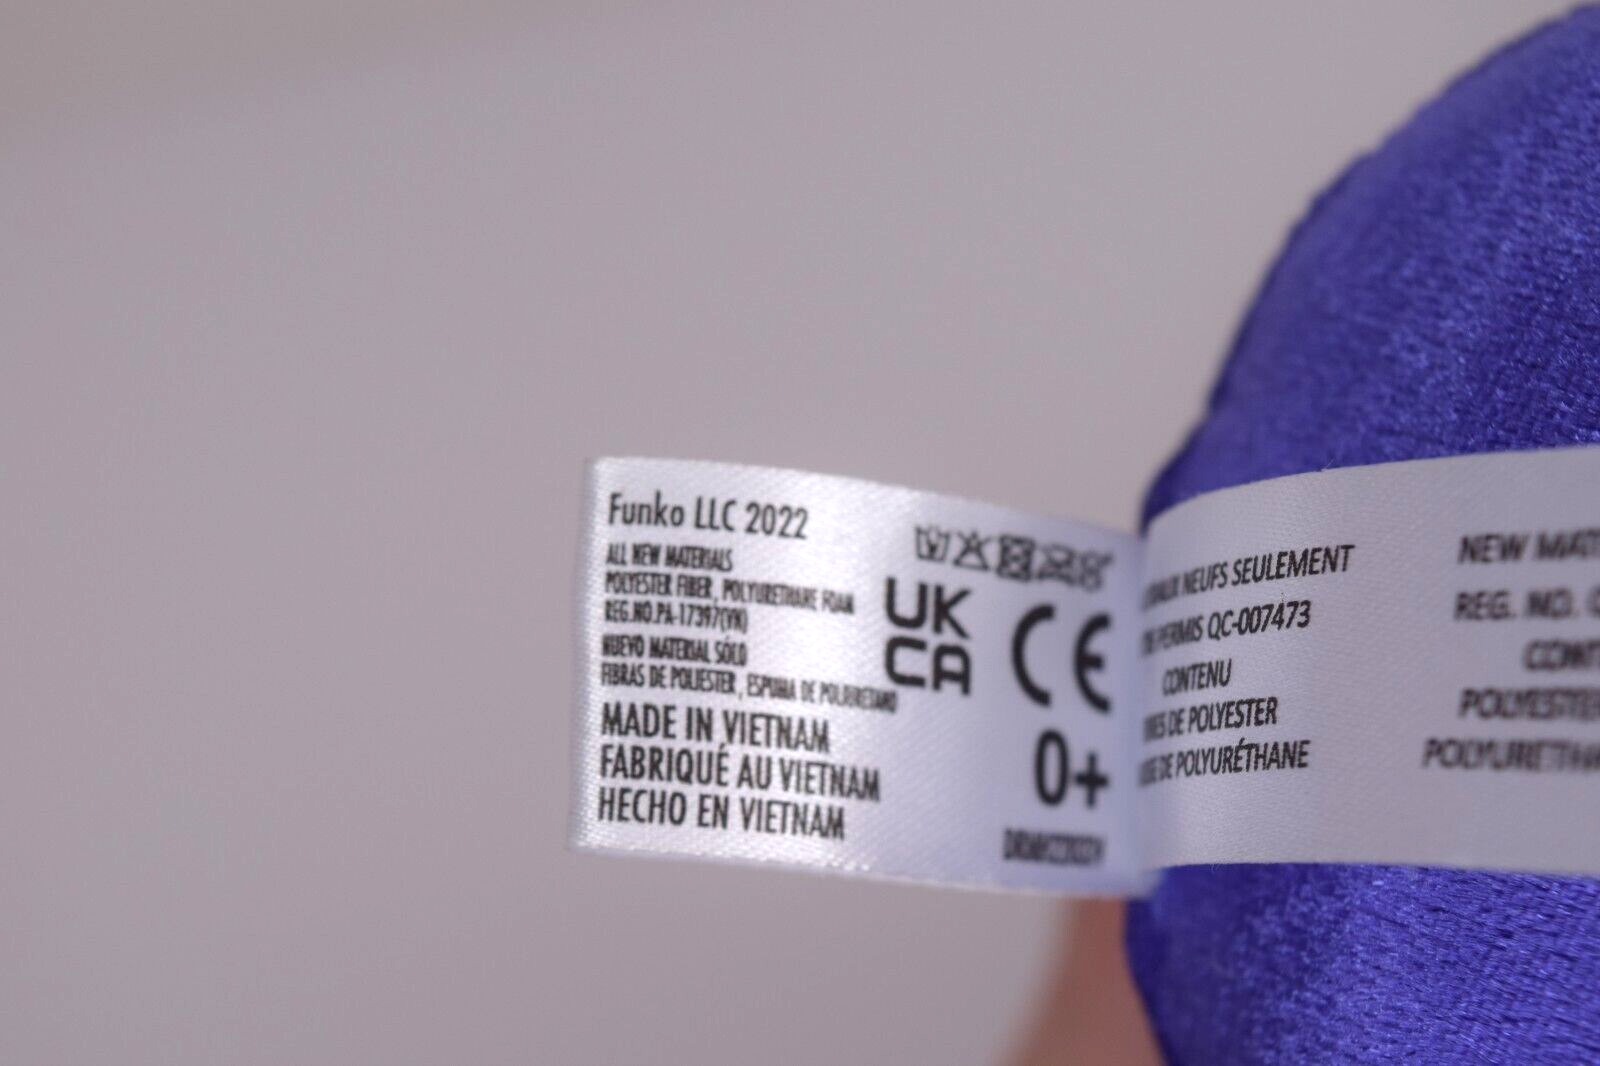 Funko LLC 2022
ALL NEW MATERIALS
POLYESTER FIBER, POLYURETHANE FOAM
REG.NO.PA-17397(VN)
NUEVO MATERIAL SÓLO
FIBRAS DE POLIESTER, ESPUMA DE POLIURETANO
MADE IN VIETNAM
FABRIQUÉ AU VIETNAM
HECHO EN VIETNAM
UK
CA
CE
0+
NEUFS SEULEMENT
PERMIS QC-007473
CONTENU
DE POLYESTER
DE POLYURÉTHANE
NEW
REG. NO.